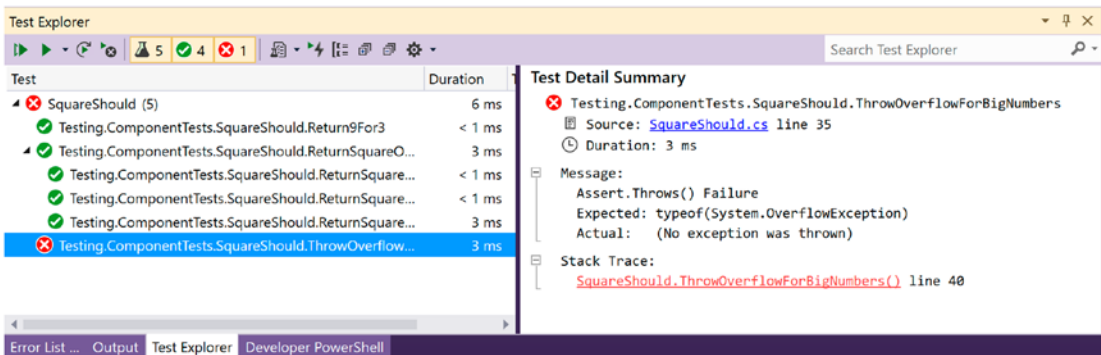 Test Explorer
5 4 1
Search Test Explorer
Test Duration T
SquareShould (5) 6 ms
Testing.ComponentTests.SquareShould.Return9For3 < 1 ms
Testing.ComponentTests.SquareShould.ReturnSquareO... 3 ms
Testing.ComponentTests.SquareShould.ReturnSquare... < 1 ms
Testing.ComponentTests.SquareShould.ReturnSquare... < 1 ms
Testing.ComponentTests.SquareShould.ReturnSquare... 3 ms
Testing.ComponentTests.SquareShould.ThrowOverflow... 3 ms
Test Detail Summary
Testing.ComponentTests.SquareShould.ThrowOverflowForBigNumbers
Source: SquareShould.cs line 35
Duration: 3 ms
Message:
Assert.Throws() Failure
Expected: typeof(System.OverflowException)
Actual: (No exception was thrown)
Stack Trace:
SquareShould.ThrowOverflowForBigNumbers() line 40
Error List ... Output Test Explorer Developer PowerShell